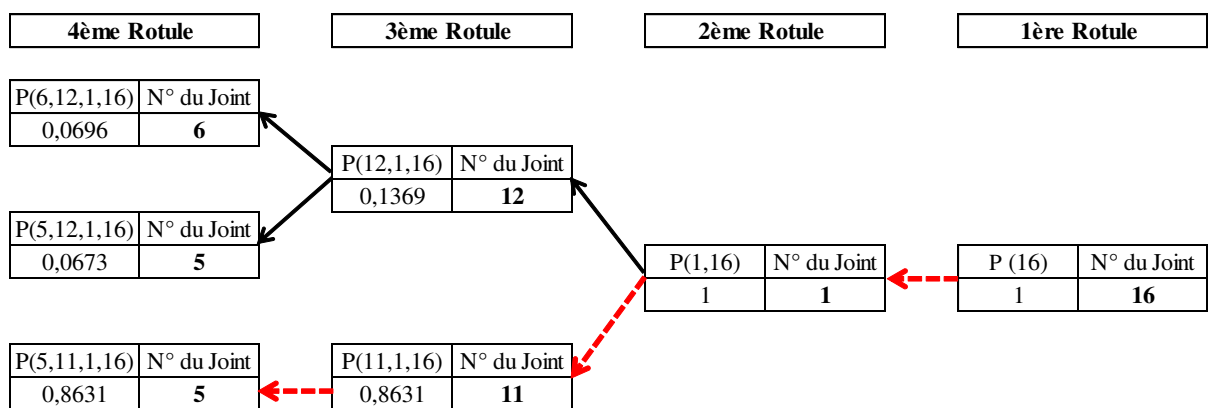 4ème Rotule 3ème Rotule 2ème Rotule 1ère Rotule
P(6,12,1,16) N° du Joint
0,0696 6
P(12,1,16) N° du Joint
0,1369 12
P(5,12,1,16) N° du Joint
0,0673 5
P(1,16) N° du Joint P (16) N° du Joint
1 1 1 16
P(5,11,1,16) N° du Joint P(11,1,16) N° du Joint
0,8631 5 0,8631 11